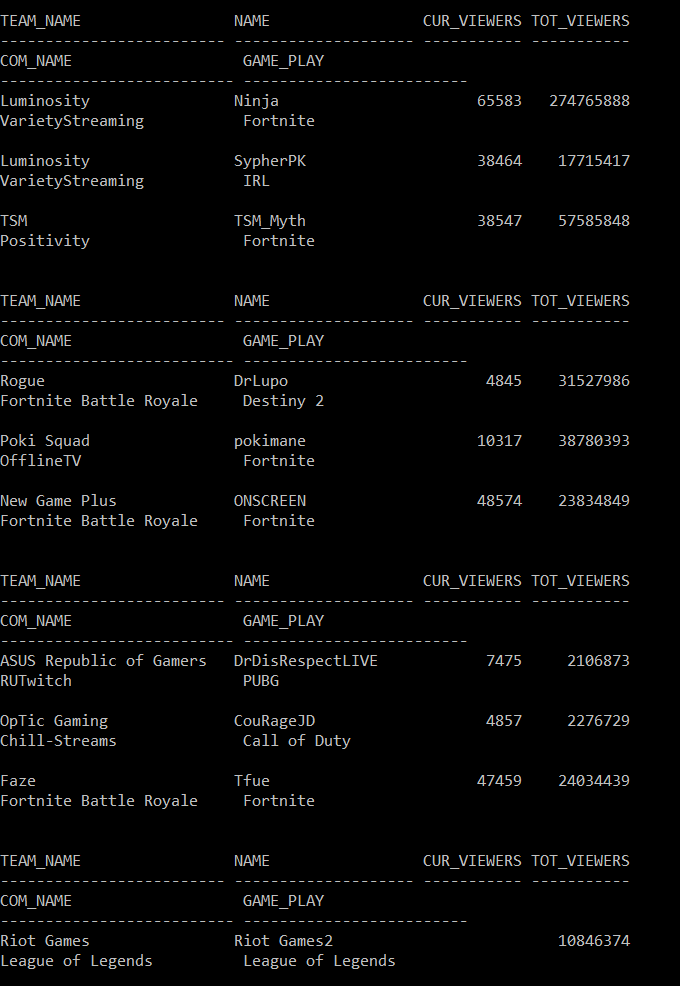 TEAM_NAME                 NAME                 CUR_VIEWERS TOT_VIEWERS
------------------------- -------------------- ----------- -----------
COM_NAME                   GAME_PLAY
-------------------------- -------------------------
Luminosity                Ninja                      65583   274765888
VarietyStreaming           Fortnite
Luminosity                SypherPK                   38464    17715417
VarietyStreaming           IRL
TSM                       TSM_Myth                   38547    57585848
Positivity                 Fortnite
TEAM_NAME                 NAME                 CUR_VIEWERS TOT_VIEWERS
------------------------- -------------------- ----------- -----------
COM_NAME                   GAME_PLAY
-------------------------- -------------------------
Rogue                     DrLupo                      4845    31527986
Fortnite Battle Royale     Destiny 2
Poki Squad                pokimane                   10317    38780393
OfflineTV                  Fortnite
New Game Plus             ONSCREEN                   48574    23834849
Fortnite Battle Royale     Fortnite
TEAM_NAME                 NAME                 CUR_VIEWERS TOT_VIEWERS
------------------------- -------------------- ----------- -----------
COM_NAME                   GAME_PLAY
-------------------------- -------------------------
ASUS Republic of Gamers   DrDisRespectLIVE            7475     2106873
RUTwitch                   PUBG
OpTic Gaming              CouRageJD                   4857     2276729
Chill-Streams              Call of Duty
Faze                      Tfue                       47459    24034439
Fortnite Battle Royale     Fortnite
TEAM_NAME                 NAME                 CUR_VIEWERS TOT_VIEWERS
------------------------- -------------------- ----------- -----------
COM_NAME                   GAME_PLAY
-------------------------- -------------------------
Riot Games                Riot Games2                         10846374
League of Legends          League of Legends